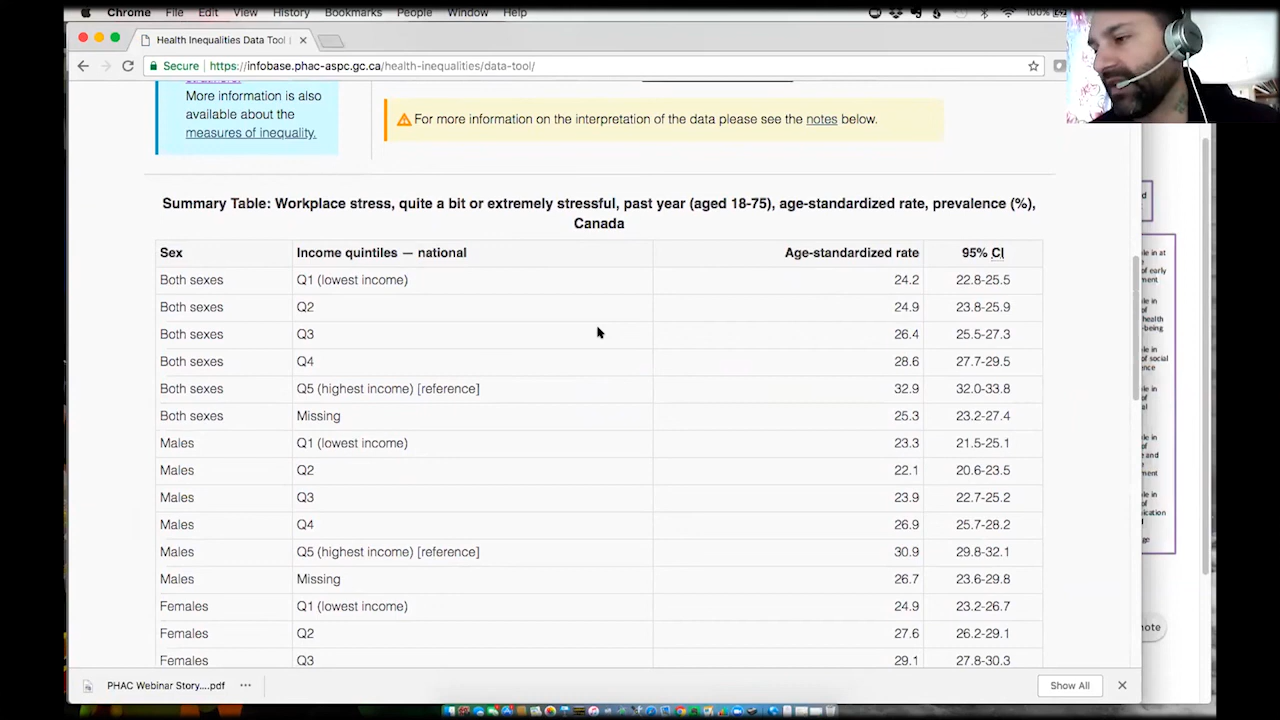 Chrome File Edit View History Bookmarks People Window Help 100%
Health Inequalities Data Tool
Secure https://infobase.phac-aspc.gc.ca/health-inequalities/data-tool/
More information is also
available about the
measures of inequality.
For more information on the interpretation of the data please see the notes below.
Summary Table: Workplace stress, quite a bit or extremely stressful, past year (aged 18-75), age-standardized rate, prevalence (%),
Canada
Sex Income quintiles — national Age-standardized rate 95% CI
Both sexes Q1 (lowest income) 24.2 22.8-25.5
Both sexes Q2 24.9 23.8-25.9
Both sexes Q3 26.4 25.5-27.3
Both sexes Q4 28.6 27.7-29.5
Both sexes Q5 (highest income) [reference] 32.9 32.0-33.8
Both sexes Missing 25.3 23.2-27.4
Males Q1 (lowest income) 23.3 21.5-25.1
Males Q2 22.1 20.6-23.5
Males Q3 23.9 22.7-25.2
Males Q4 26.9 25.7-28.2
Males Q5 (highest income) [reference] 30.9 29.8-32.1
Males Missing 26.7 23.6-29.8
Females Q1 (lowest income) 24.9 23.2-26.7
Females Q2 27.6 26.2-29.1
Females Q3 29.1 27.8-30.3
PHAC Webinar Story....pdf ... Show All